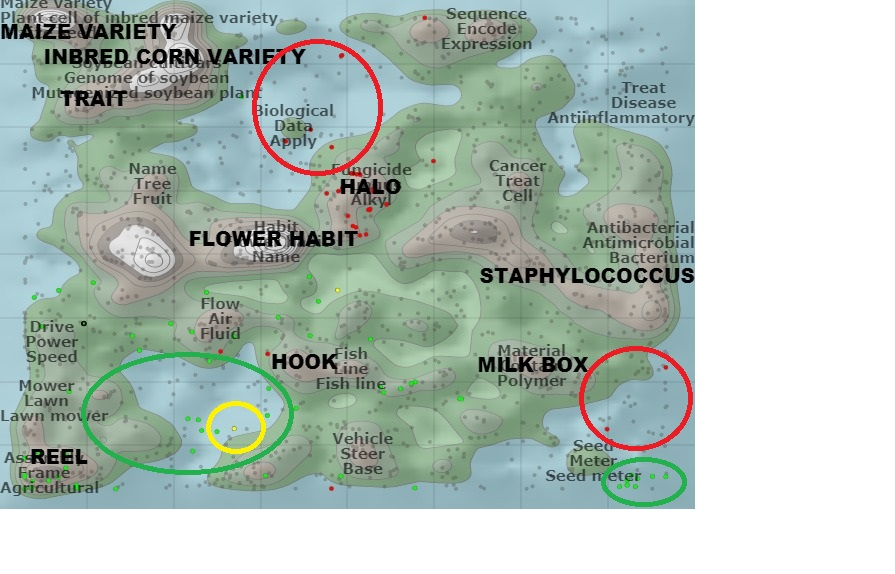 Maize variety
Plant cell of inbred maize variety
MAIZE VARIETY
INBRED CORN VARIETY
Soybean cultivars
Genome of soybean
Mutagenized soybean plant
TRAIT
Sequence
Encode
Expression
Biological
Data
Apply
Treat
Disease
Antiinflammatory
Name
Tree
Fruit
Fungicide
HALO
Alkyl
Cancer
Treat
Cell
Habit
FLOWER HABIT
Name
Antibacterial
Antimicrobial
Bacterium
STAPHYLOCOCCUS
Flow
Air
Fluid
Drive
Power
Speed
HOOK
Fish
Line
Fish line
Material
MILK BOX
Polymer
Mower
Lawn
Lawn mower
Vehicle
Steer
Base
REEL
Frame
Agricultural
Seed
Meter
Seed meter